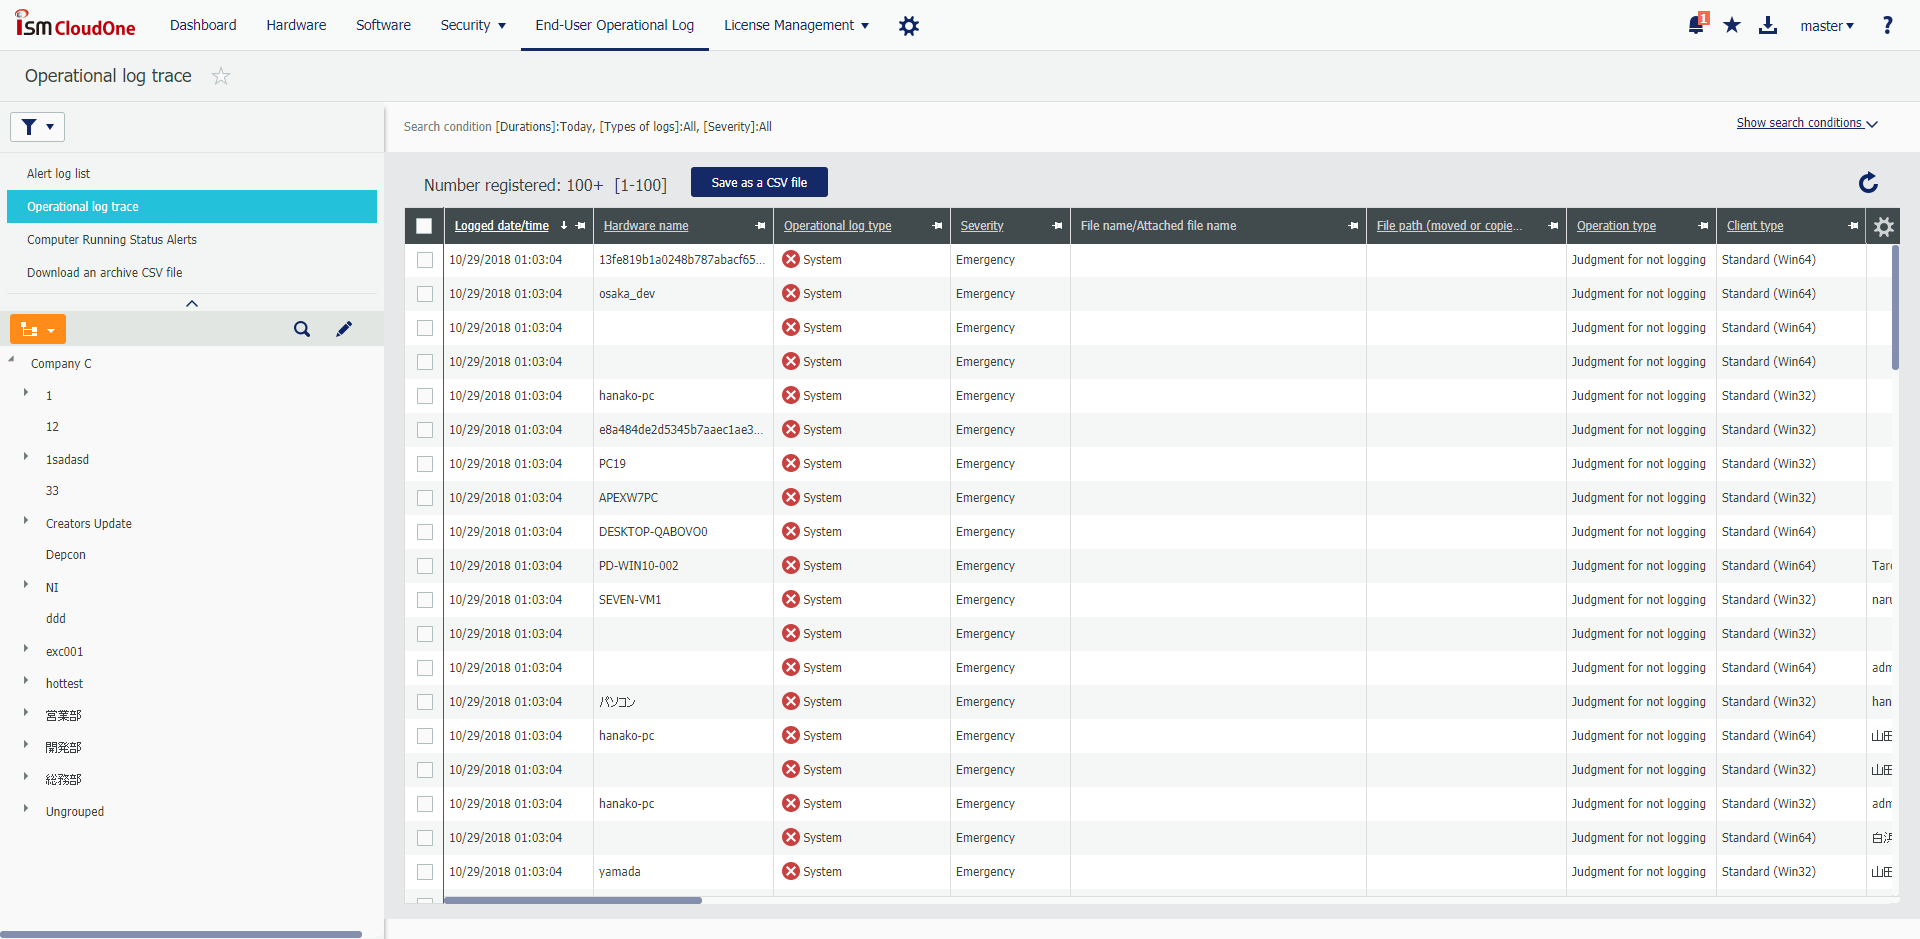 ism CloudOne
Dashboard Hardware Software Security End-User Operational Log License Management 1 master ?
Operational log trace
Search condition [Durations]:Today, [Types of logs]:All, [Severity]:All
Show search conditions
Alert log list
Operational log trace
Computer Running Status Alerts
Download an archive CSV file
Company C
1
12
1sadasd
33
Creators Update
Depcon
NI
ddd
exc001
hottest
営業部
開発部
総務部
Ungrouped
Number registered: 100+ [1-100] Save as a CSV file
Logged date/time Hardware name Operational log type Severity File name/Attached file name File path (moved or copie... Operation type Client type
10/29/2018 01:03:04 13fe819b1a0248b787abacf65... System Emergency Judgment for not logging Standard (Win64)
10/29/2018 01:03:04 osaka_dev System Emergency Judgment for not logging Standard (Win64)
10/29/2018 01:03:04 System Emergency Judgment for not logging Standard (Win64)
10/29/2018 01:03:04 System Emergency Judgment for not logging Standard (Win64)
10/29/2018 01:03:04 hanako-pc System Emergency Judgment for not logging Standard (Win32)
10/29/2018 01:03:04 e8a484de2d5345b7aaec1ae3... System Emergency Judgment for not logging Standard (Win32)
10/29/2018 01:03:04 PC19 System Emergency Judgment for not logging Standard (Win32)
10/29/2018 01:03:04 APEXW7PC System Emergency Judgment for not logging Standard (Win32)
10/29/2018 01:03:04 DESKTOP-QABOVO0 System Emergency Judgment for not logging Standard (Win64)
10/29/2018 01:03:04 PD-WIN10-002 System Emergency Judgment for not logging Standard (Win64) Taro
10/29/2018 01:03:04 SEVEN-VM1 System Emergency Judgment for not logging Standard (Win32) naru
10/29/2018 01:03:04 System Emergency Judgment for not logging Standard (Win32)
10/29/2018 01:03:04 System Emergency Judgment for not logging Standard (Win64) adm
10/29/2018 01:03:04 パソコン System Emergency Judgment for not logging Standard (Win32) han
10/29/2018 01:03:04 hanako-pc System Emergency Judgment for not logging Standard (Win64) 山田
10/29/2018 01:03:04 System Emergency Judgment for not logging Standard (Win32) 山田
10/29/2018 01:03:04 hanako-pc System Emergency Judgment for not logging Standard (Win32) adm
10/29/2018 01:03:04 System Emergency Judgment for not logging Standard (Win64) 白浜
10/29/2018 01:03:04 yamada System Emergency Judgment for not logging Standard (Win32) 山田